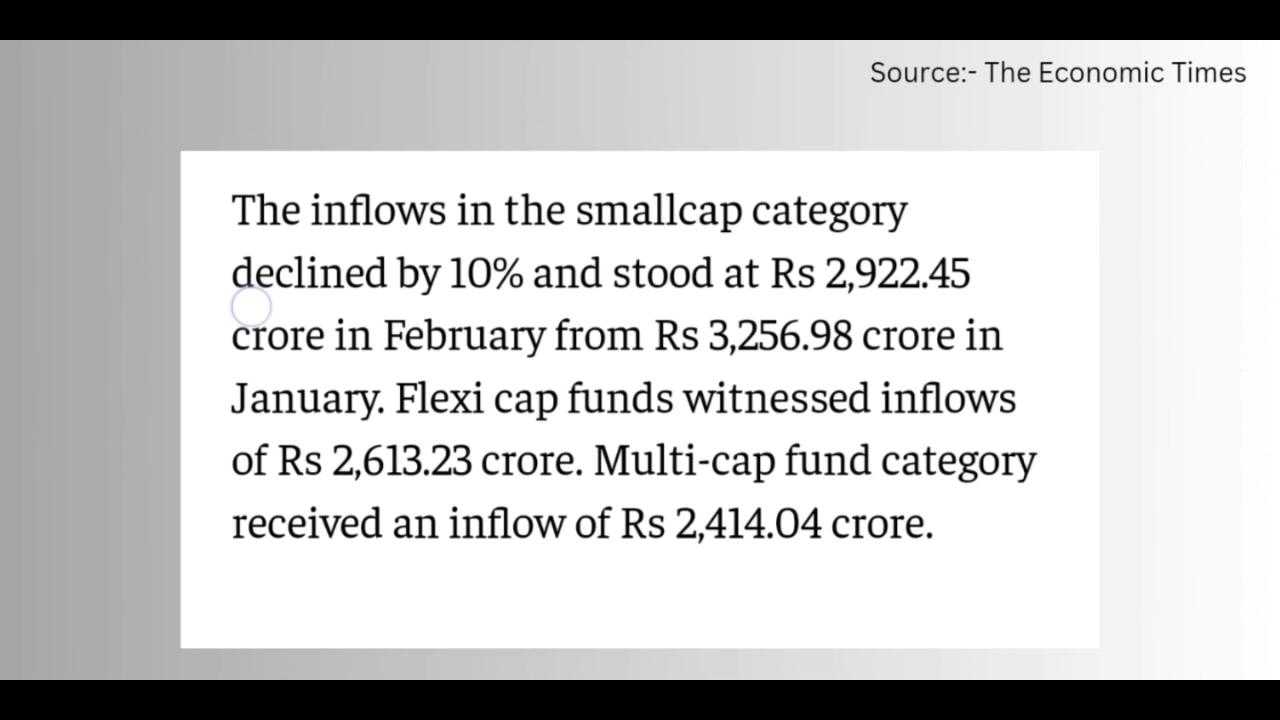 Source:- The Economic Times
The inflows in the smallcap category
declined by 10% and stood at Rs 2,922.45
crore in February from Rs 3,256.98 crore in
January. Flexi cap funds witnessed inflows
of Rs 2,613.23 crore. Multi-cap fund category
received an inflow of Rs 2,414.04 crore.